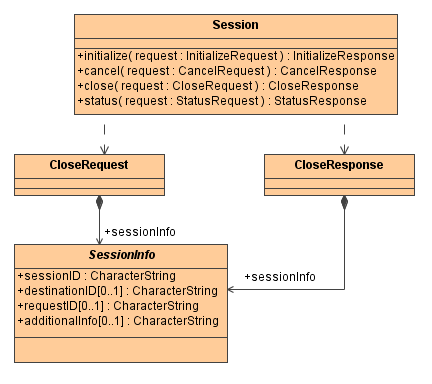 Session
+initialize( request : InitializeRequest ) : InitializeResponse
+cancel( request : CancelRequest ) : CancelResponse
+close( request : CloseRequest ) : CloseResponse
+status( request : StatusRequest ) : StatusResponse
CloseRequest
CloseResponse
+sessionInfo
SessionInfo
+sessionID : CharacterString
+destinationID[0..1] : CharacterString
+requestID[0..1] : CharacterString
+additionalInfo[0..1] : CharacterString
+sessionInfo